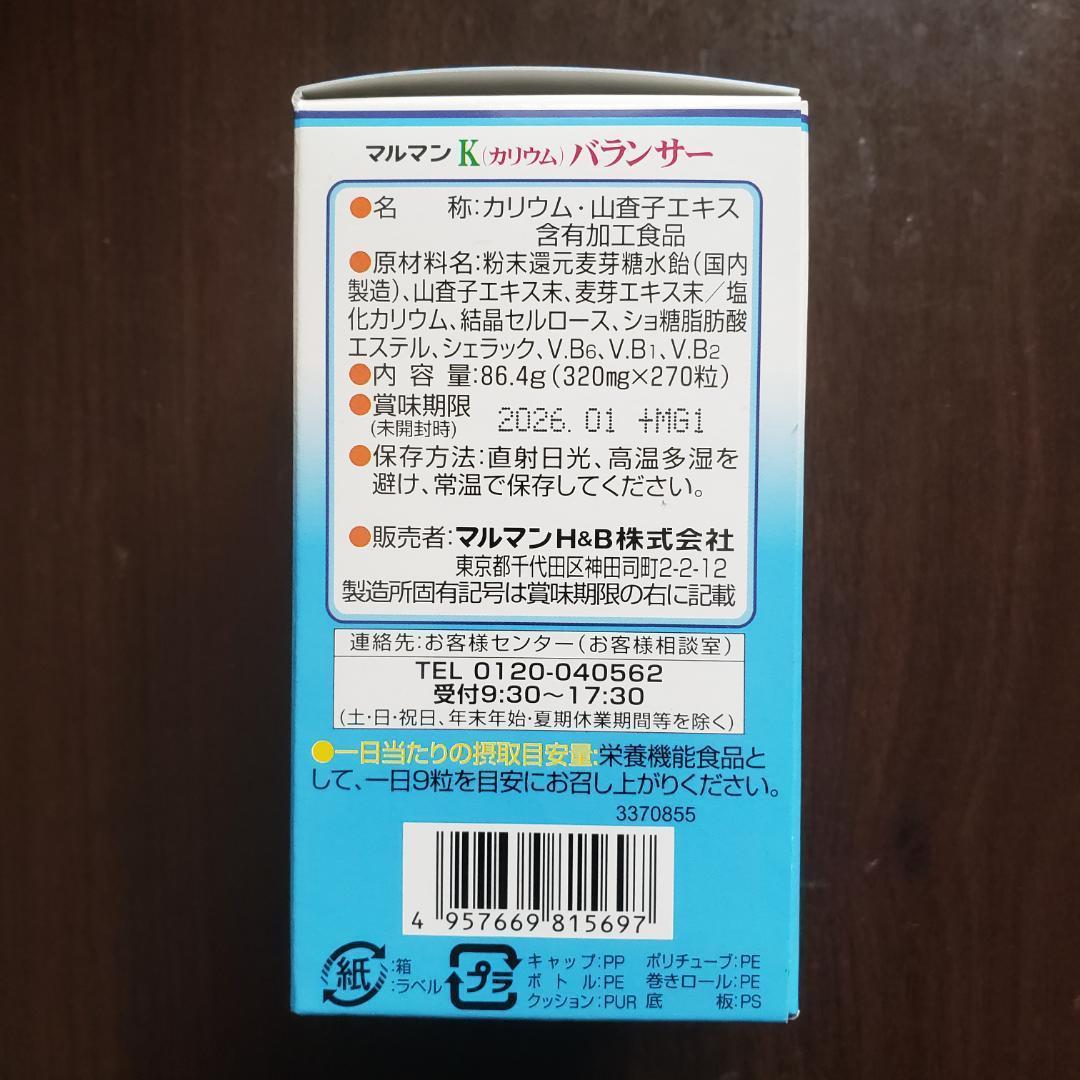 マルマン K(カリウム) バランサー
●名　称:カリウム・山査子エキス
含有加工食品
●原材料名:粉末還元麦芽糖水飴(国内
製造)、山査子エキス末、麦芽エキス末/塩
化カリウム、結晶セルロース、ショ糖脂肪酸
エステル、シェラック、V.B6、V.B1、V.B2
●内 容 量:86.4g(320mg×270粒)
●賞味期限 2026.01 +MG1
(未開封時)
●保存方法:直射日光、高温多湿を
避け、常温で保存してください。
●販売者:マルマンH&B株式会社
東京都千代田区神田司町2-2-12
製造所固有記号は賞味期限の右に記載
連絡先:お客様センター(お客様相談室)
TEL 0120-040562
受付9:30~17:30
(土・日・祝日、年末年始・夏期休業期間等を除く)
●一日当たりの摂取目安量:栄養機能食品と
して、一日9粒を目安にお召し上がりください。
3370855
4 957669 815697
紙 :箱
:ラベル
プラ キャップ:PP ポリチューブ:PE
ボトル:PE 巻きロール:PE
クッション:PUR 底　板:PS